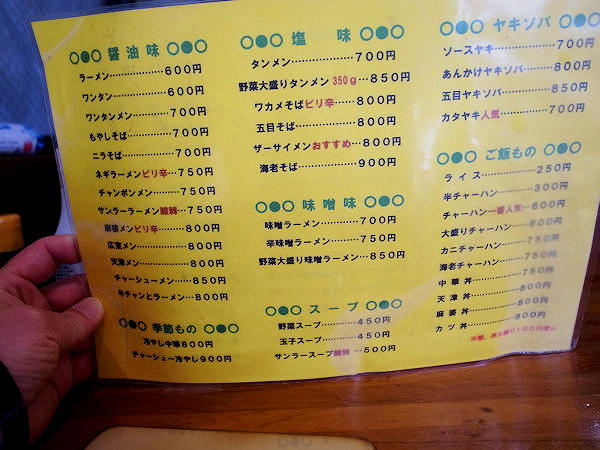 ○●○ 醤油味 ○●○
ラーメン………………600円
ワンタン………………600円
ワンタンメン…………700円
もやしそば……………700円
ニラそば………………700円
ネギラーメンピリ辛…750円
チャンポンメン………750円
サンラーラーメン酸辣…750円
麻婆メンピリ辛………800円
広東メン………………800円
天津メン………………800円
チャーシューメン……850円
半チャンとラーメン…800円
○●○ 季節もの ○●○
冷やし中華800円
チャーシュー冷やし900円
○●○ 塩 味 ○●○
タンメン………………700円
野菜大盛りタンメン350g…850円
ワカメそばピリ辛……800円
五目そば………………800円
ザーサイメンおすすめ…800円
海老そば………………900円
○●○ 味噌味 ○●○
味噌ラーメン…………700円
辛味噌ラーメン………750円
野菜大盛り味噌ラーメン…850円
○●○ スープ ○●○
野菜スープ…………450円
玉子スープ…………450円
サンラースープ酸辣…500円
○●○ ヤキソバ ○●○
ソースヤキ……………700円
あんかけヤキソバ……800円
五目ヤキソバ…………850円
カタヤキ人気…………700円
○●○ ご飯もの ○●○
ライス…………………250円
半チャーハン…………300円
チャーハン一番人気…600円
大盛りチャーハン……800円
カニチャーハン………750円
海老チャーハン………750円
中華丼…………………750円
天津丼…………………800円
麻婆丼…………………800円
カツ丼…………………800円
100円増し